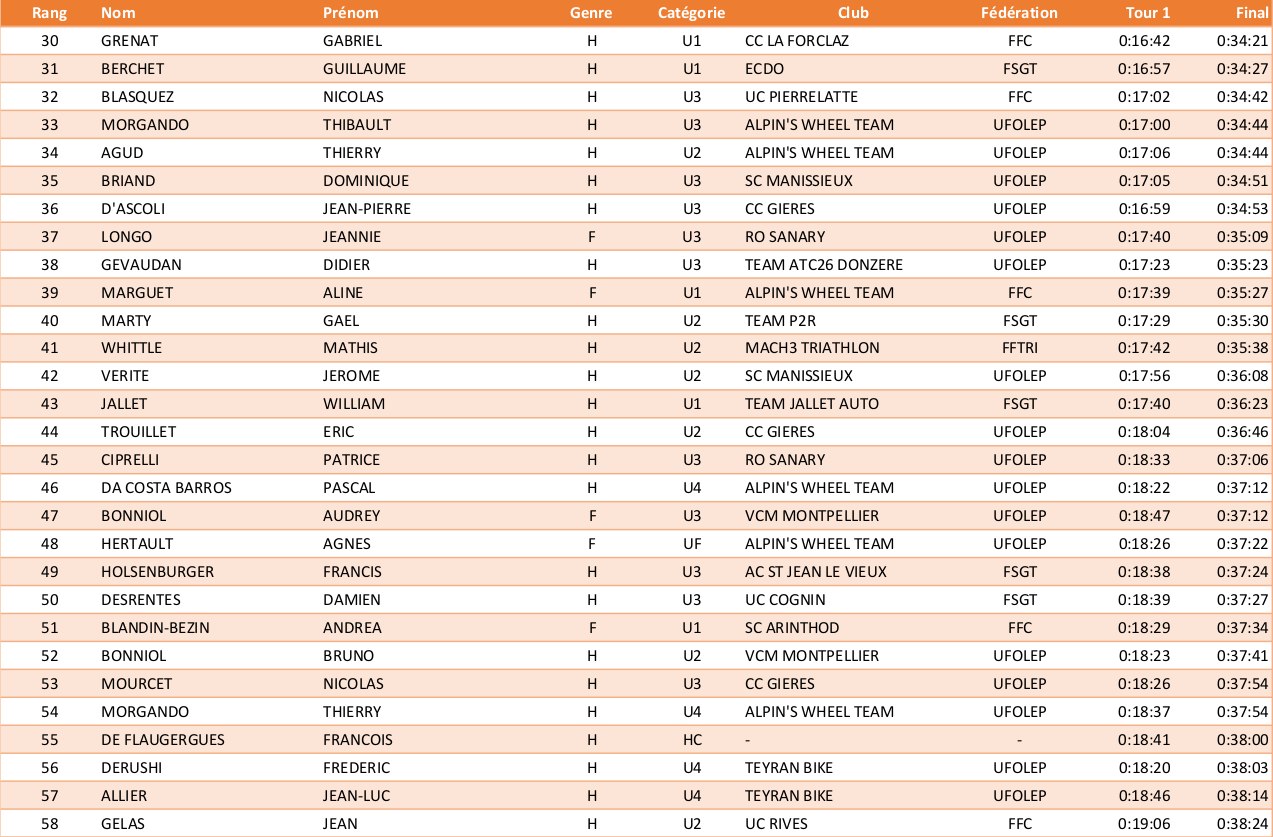 Rang Nom Prénom Genre Catégorie Club Fédération Tour 1 Final
30 GRENAT GABRIEL H U1 CC LA FORCLAZ FFC 0:16:42 0:34:21
31 BERCHET GUILLAUME H U1 ECDO FSGT 0:16:57 0:34:27
32 BLASQUEZ NICOLAS H U3 UC PIERRELATTE FFC 0:17:02 0:34:42
33 MORGANDO THIBAULT H U3 ALPIN'S WHEEL TEAM UFOLEP 0:17:00 0:34:44
34 AGUD THIERRY H U2 ALPIN'S WHEEL TEAM UFOLEP 0:17:06 0:34:44
35 BRIAND DOMINIQUE H U3 SC MANISSIEUX UFOLEP 0:17:05 0:34:51
36 D'ASCOLI JEAN-PIERRE H U3 CC GIERES UFOLEP 0:16:59 0:34:53
37 LONGO JEANNIE F U3 RO SANARY UFOLEP 0:17:40 0:35:09
38 GEVAUDAN DIDIER H U3 TEAM ATC26 DONZERE UFOLEP 0:17:23 0:35:23
39 MARGUET ALINE F U1 ALPIN'S WHEEL TEAM FFC 0:17:39 0:35:27
40 MARTY GAEL H U2 TEAM P2R FSGT 0:17:29 0:35:30
41 WHITTLE MATHIS H U2 MACH3 TRIATHLON FFTRI 0:17:42 0:35:38
42 VERITE JEROME H U2 SC MANISSIEUX UFOLEP 0:17:56 0:36:08
43 JALLET WILLIAM H U1 TEAM JALLET AUTO FSGT 0:17:40 0:36:23
44 TROUILLET ERIC H U2 CC GIERES UFOLEP 0:18:04 0:36:46
45 CIPRELLI PATRICE H U3 RO SANARY UFOLEP 0:18:33 0:37:06
46 DA COSTA BARROS PASCAL H U4 ALPIN'S WHEEL TEAM UFOLEP 0:18:22 0:37:12
47 BONNIOL AUDREY F U3 VCM MONTPELLIER UFOLEP 0:18:47 0:37:12
48 HERTAULT AGNES F UF ALPIN'S WHEEL TEAM UFOLEP 0:18:26 0:37:22
49 HOLSENBURGER FRANCIS H U3 AC ST JEAN LE VIEUX FSGT 0:18:38 0:37:24
50 DESRENTES DAMIEN H U3 UC COGNIN FSGT 0:18:39 0:37:27
51 BLANDIN-BEZIN ANDREA F U1 SC ARINTHOD FFC 0:18:29 0:37:34
52 BONNIOL BRUNO H U2 VCM MONTPELLIER UFOLEP 0:18:23 0:37:41
53 MOURCET NICOLAS H U3 CC GIERES UFOLEP 0:18:26 0:37:54
54 MORGANDO THIERRY H U4 ALPIN'S WHEEL TEAM UFOLEP 0:18:37 0:37:54
55 DE FLAUGERGUES FRANCOIS H HC - - 0:18:41 0:38:00
56 DERUSHI FREDERIC H U4 TEYRAN BIKE UFOLEP 0:18:20 0:38:03
57 ALLIER JEAN-LUC H U4 TEYRAN BIKE UFOLEP 0:18:46 0:38:14
58 GELAS JEAN H U2 UC RIVES FFC 0:19:06 0:38:24